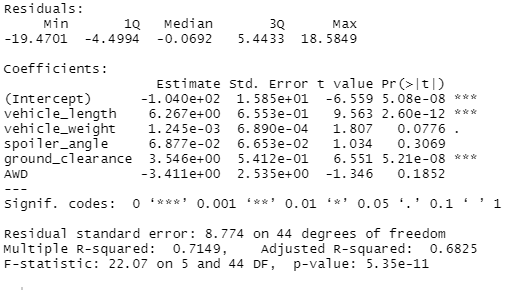 Residuals:
     Min       1Q   Median       3Q      Max
-19.4701  -4.4994  -0.0692   5.4433  18.5849

Coefficients:
                   Estimate Std. Error t value Pr(>|t|)
(Intercept)      -1.040e+02  1.585e+01  -6.559 5.08e-08 ***
vehicle_length    6.267e+00  6.553e-01   9.563 2.60e-12 ***
vehicle_weight    1.245e-03  6.890e-04   1.807   0.0776 .
spoiler_angle     6.877e-02  6.653e-02   1.034   0.3069
ground_clearance  3.546e+00  5.412e-01   6.551 5.21e-08 ***
AWD              -3.411e+00  2.535e+00  -1.346   0.1852
---
Signif. codes:  0 ‘***’ 0.001 ‘**’ 0.01 ‘*’ 0.05 ‘.’ 0.1 ‘ ’ 1

Residual standard error: 8.774 on 44 degrees of freedom
Multiple R-squared:  0.7149,	Adjusted R-squared:  0.6825
F-statistic: 22.07 on 5 and 44 DF,  p-value: 5.35e-11